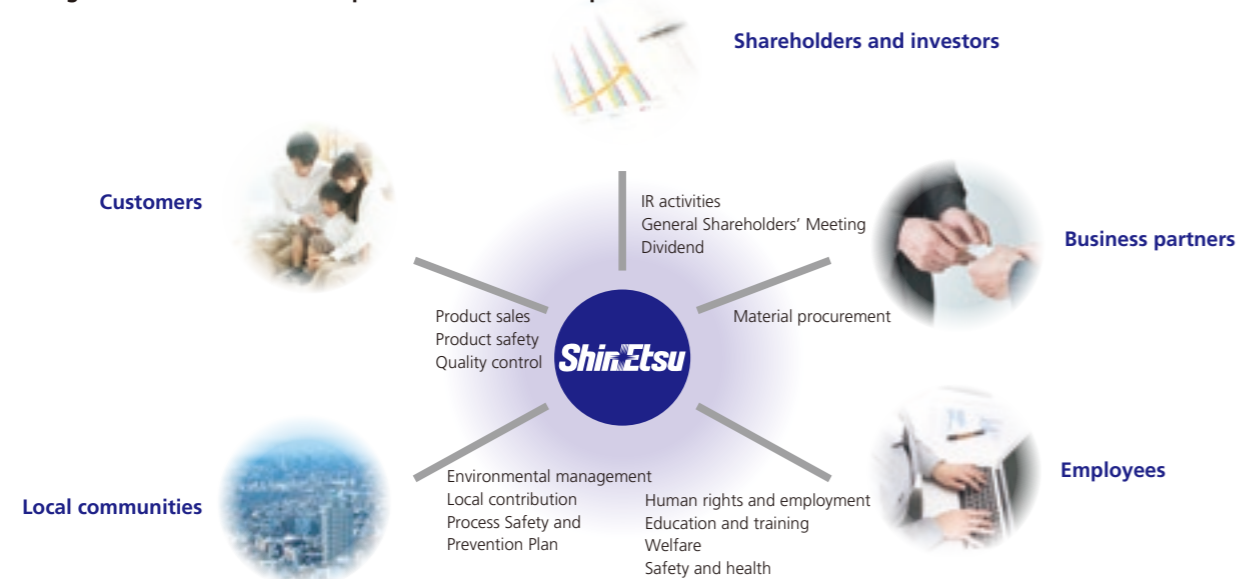 Shareholders and investors
Customers
IR activities
General Shareholders’ Meeting
Dividend
Business partners
Product sales
Product safety
Quality control
Material procurement
ShinEtsu
Local communities
Environmental management
Local contribution
Process Safety and
Prevention Plan
Human rights and employment
Education and training
Welfare
Safety and health
Employees